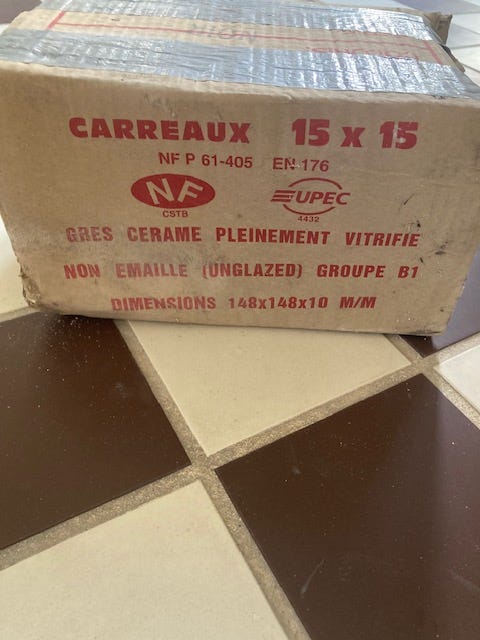 CARREAUX 15 x 15
NF P 61-405 EN 176
NF
CSTB
EUPEC
4432
GRES CERAME PLEINEMENT VITRIFIE
NON EMAILLE (UNGLAZED) GROUPE B1
DIMENSIONS 148x148x10 M/M